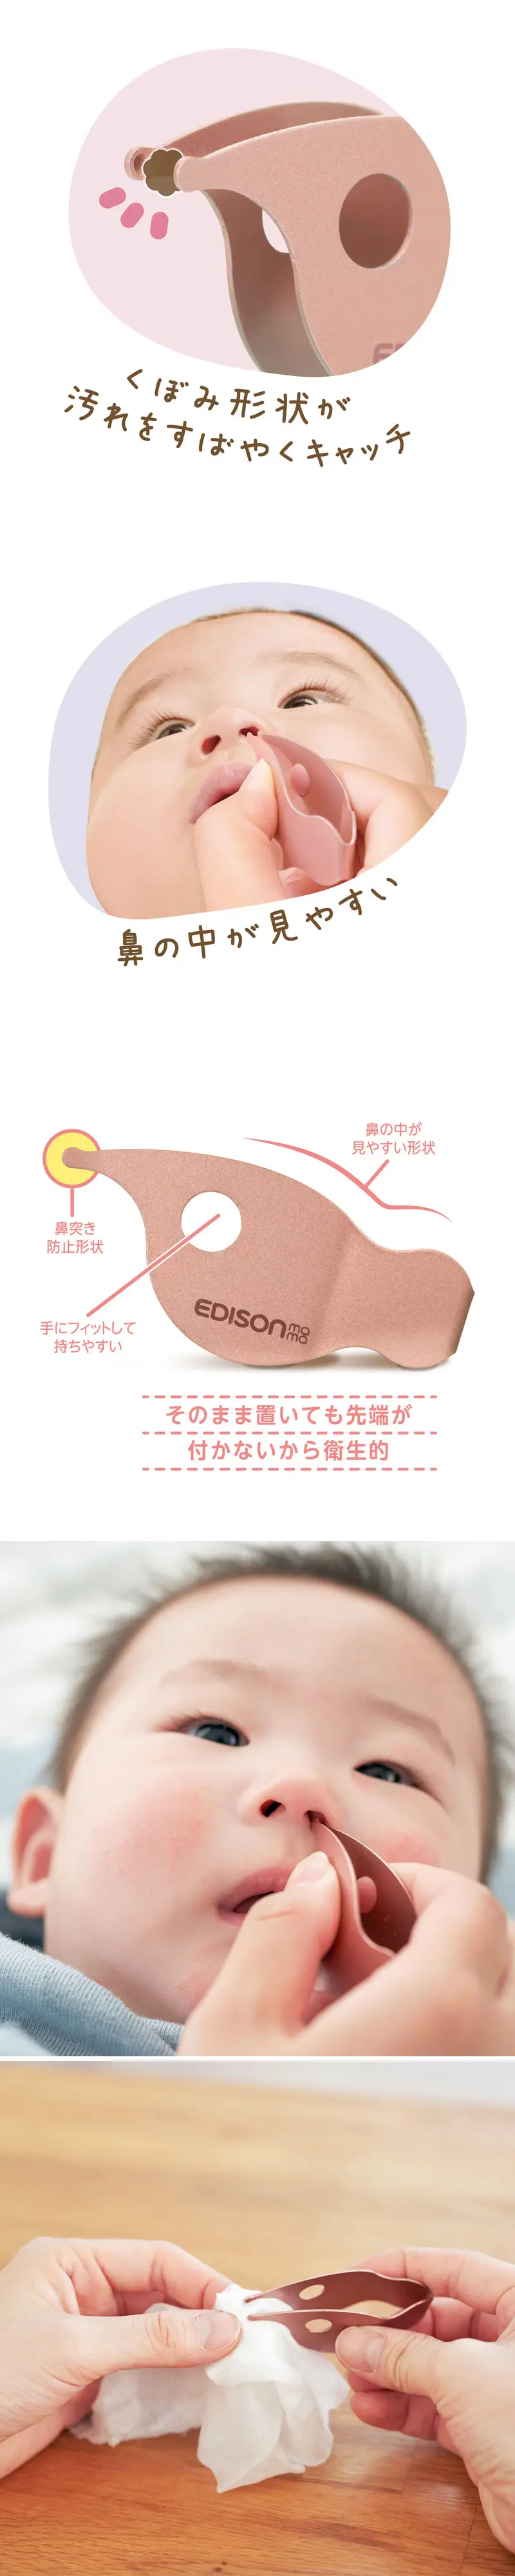 くぼみ形状が
汚れをすばやくキャッチ
鼻の中が見やすい
鼻の中が
見やすい形状
鼻突き
防止形状
手にフィットして
持ちやすい
EDISON mo
ma
そのまま置いても先端が
付かないから衛生的